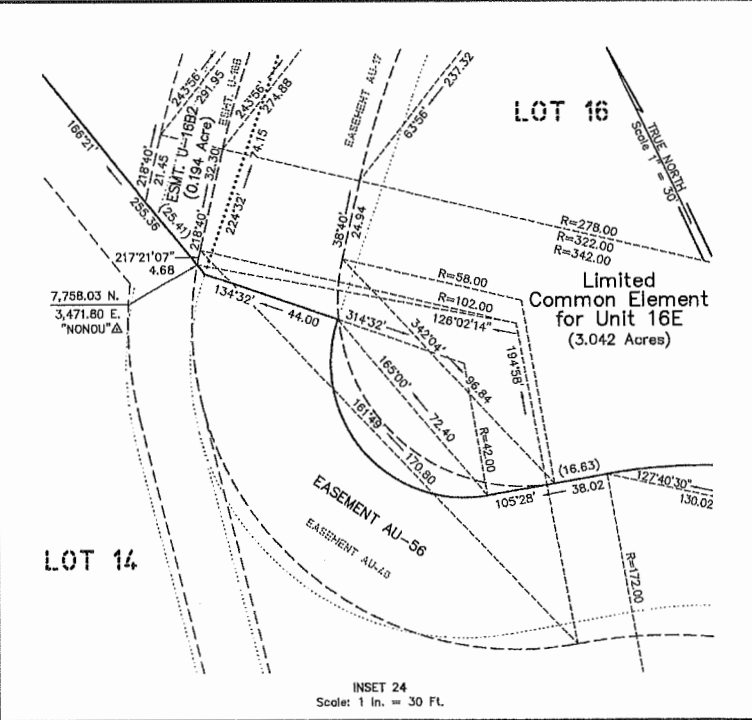 243°56'
291.95
ESMT. U-16B
243°56'
274.88
EASEMENT AU-17
63°56'
237.32
LOT 16
TRUE NORTH
Scale 1" = 30'
166°21'
255.36
218°40'
21.45
ESMT. U-16B2
(0.194 Acre)
(25.41)
218°40'
32.30
224°32'
74.15
38°40'
24.94
R=278.00
R=322.00
R=342.00
217°21'07"
4.68
7,758.03 N.
3,471.80 E.
"NONOU"
134°32'
44.00
314°32'
R=58.00
R=102.00
126°02'14"
342°04'
96.84
194°58'
Limited
Common Element
for Unit 16E
(3.042 Acres)
165°00'
72.40
161°49'
170.80
R=42.00
(16.63)
105°28'
38.02
127°40'30"
130.02
R=172.00
EASEMENT AU-56
LOT 14
INSET 24
Scale: 1 In. = 30 Ft.